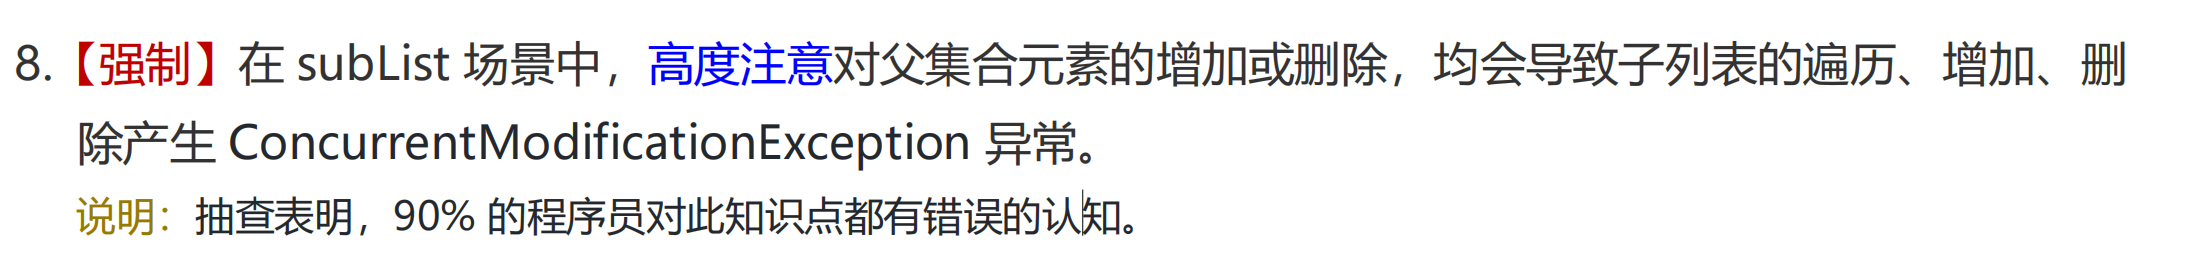 8.【强制】在 subList 场景中，高度注意对父集合元素的增加或删除，均会导致子列表的遍历、增加、删
除产生 ConcurrentModificationException 异常。
说明：抽查表明，90% 的程序员对此知识点都有错误的认知。